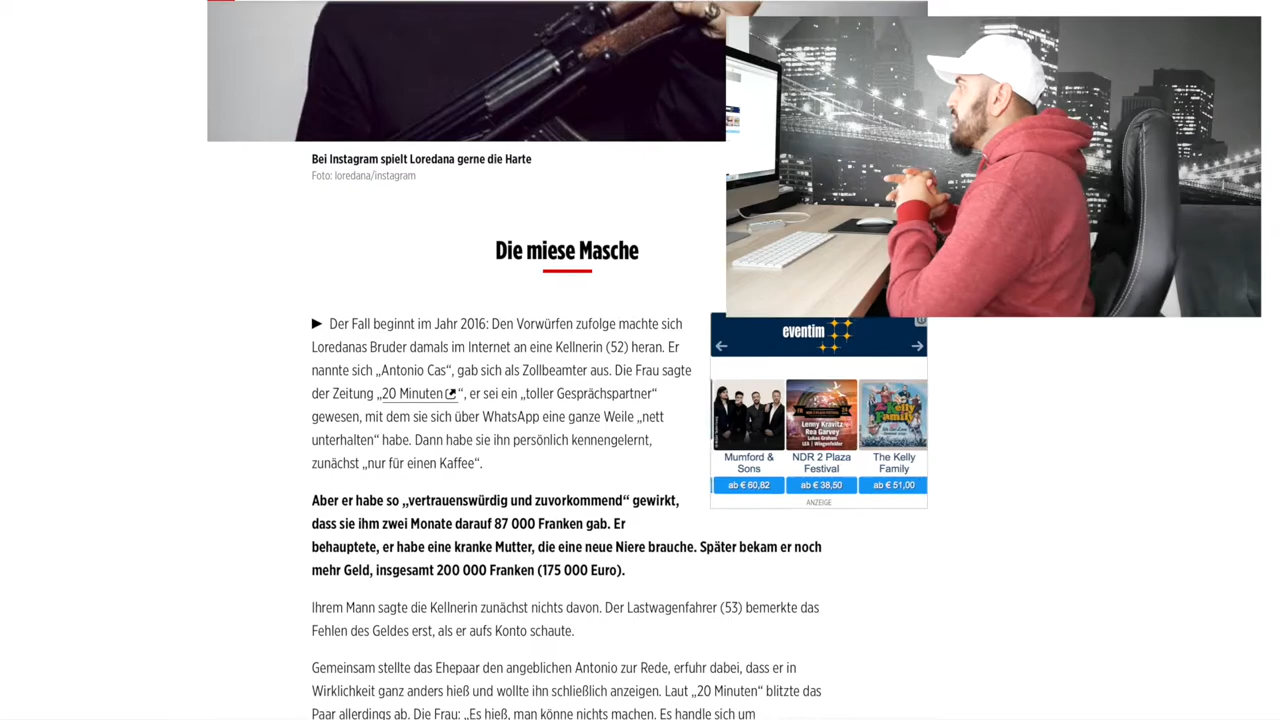 Bei Instagram spielt Loredana gerne die Harte
Foto: loredana/instagram
Die miese Masche
► Der Fall beginnt im Jahr 2016: Den Vorwürfen zufolge machte sich
Loredanas Bruder damals im Internet an eine Kellnerin (52) heran. Er
nannte sich „Antonio Cas“, gab sich als Zollbeamter aus. Die Frau sagte
der Zeitung „20 Minuten“, er sei ein „toller Gesprächspartner“
gewesen, mit dem sie sich über WhatsApp eine ganze Weile „nett
unterhalten“ habe. Dann habe sie ihn persönlich kennengelernt,
zunächst „nur für einen Kaffee“.
Aber er habe so „vertrauenswürdig und zuvorkommend“ gewirkt,
dass sie ihm zwei Monate darauf 87 000 Franken gab. Er
behauptete, er habe eine kranke Mutter, die eine neue Niere brauche. Später bekam er noch
mehr Geld, insgesamt 200 000 Franken (175 000 Euro).
Ihrem Mann sagte die Kellnerin zunächst nichts davon. Der Lastwagenfahrer (53) bemerkte das
Fehlen des Geldes erst, als er aufs Konto schaute.
Gemeinsam stellte das Ehepaar den angeblichen Antonio zur Rede, erfuhr dabei, dass er in
Wirklichkeit ganz anders hieß und wollte ihn schließlich anzeigen. Laut „20 Minuten“ blitzte das
Paar allerdings ab. Die Frau: „Es hieß, man könne nichts machen. Es handle sich um
eventim
Lenny Kravitz
Rea Garvey
The Kelly
Family
Mumford &
Sons
ab € 60,82
NDR 2 Plaza
Festival
ab € 38,50
The Kelly
Family
ab € 51,00
ANZEIGE